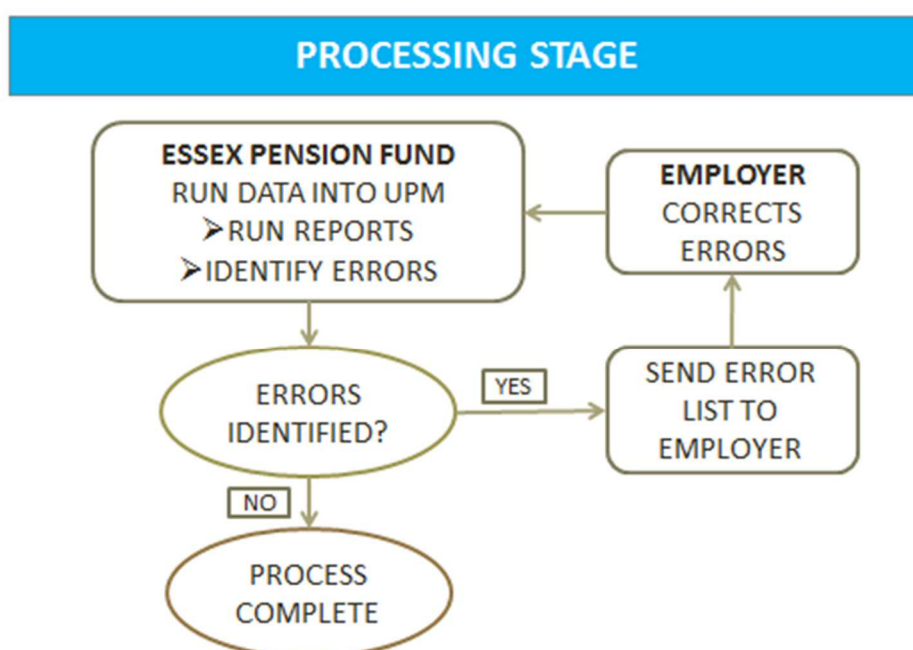 PROCESSING STAGE
ESSEX PENSION FUND
RUN DATA INTO UPM
➢RUN REPORTS
➢IDENTIFY ERRORS
EMPLOYER
CORRECTS
ERRORS
ERRORS
IDENTIFIED?
YES
SEND ERROR
LIST TO
EMPLOYER
NO
PROCESS
COMPLETE